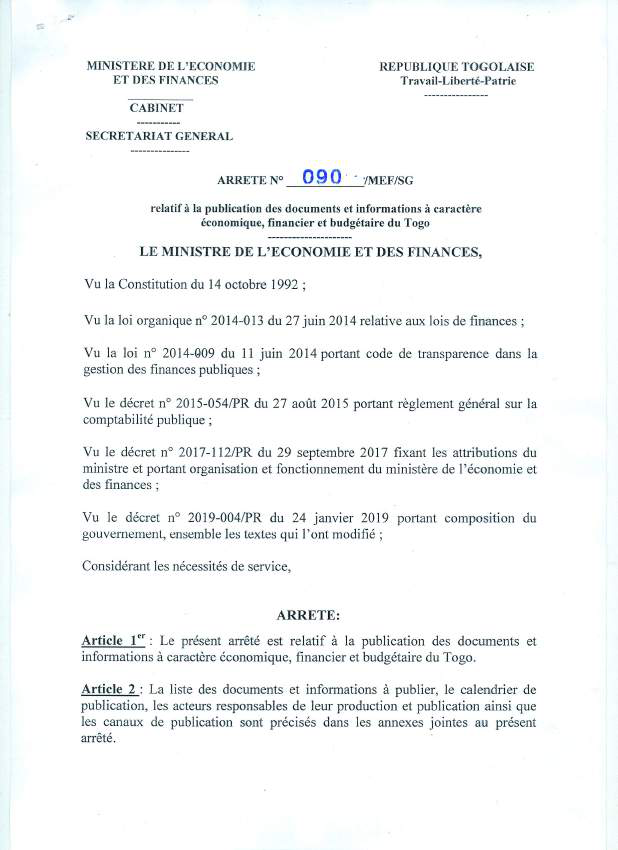 MINISTERE DE L'ECONOMIE
ET DES FINANCES
CABINET
-----------
SECRETARIAT GENERAL
---------------
REPUBLIQUE TOGOLAISE
Travail-Liberté-Patrie
----------------
ARRETE N° 090 /MEF/SG
relatif à la publication des documents et informations à caractère
économique, financier et budgétaire du Togo
---------------------
LE MINISTRE DE L'ECONOMIE ET DES FINANCES,
Vu la Constitution du 14 octobre 1992 ;
Vu la loi organique n° 2014-013 du 27 juin 2014 relative aux lois de finances ;
Vu la loi n° 2014-009 du 11 juin 2014 portant code de transparence dans la
gestion des finances publiques ;
Vu le décret n° 2015-054/PR du 27 août 2015 portant règlement général sur la
comptabilité publique ;
Vu le décret n° 2017-112/PR du 29 septembre 2017 fixant les attributions du
ministre et portant organisation et fonctionnement du ministère de l'économie et
des finances ;
Vu le décret n° 2019-004/PR du 24 janvier 2019 portant composition du
gouvernement, ensemble les textes qui l'ont modifié ;
Considérant les nécessités de service,
ARRETE:
Article 1er : Le présent arrêté est relatif à la publication des documents et
informations à caractère économique, financier et budgétaire du Togo.
Article 2 : La liste des documents et informations à publier, le calendrier de
publication, les acteurs responsables de leur production et publication ainsi que
les canaux de publication sont précisés dans les annexes jointes au présent
arrêté.